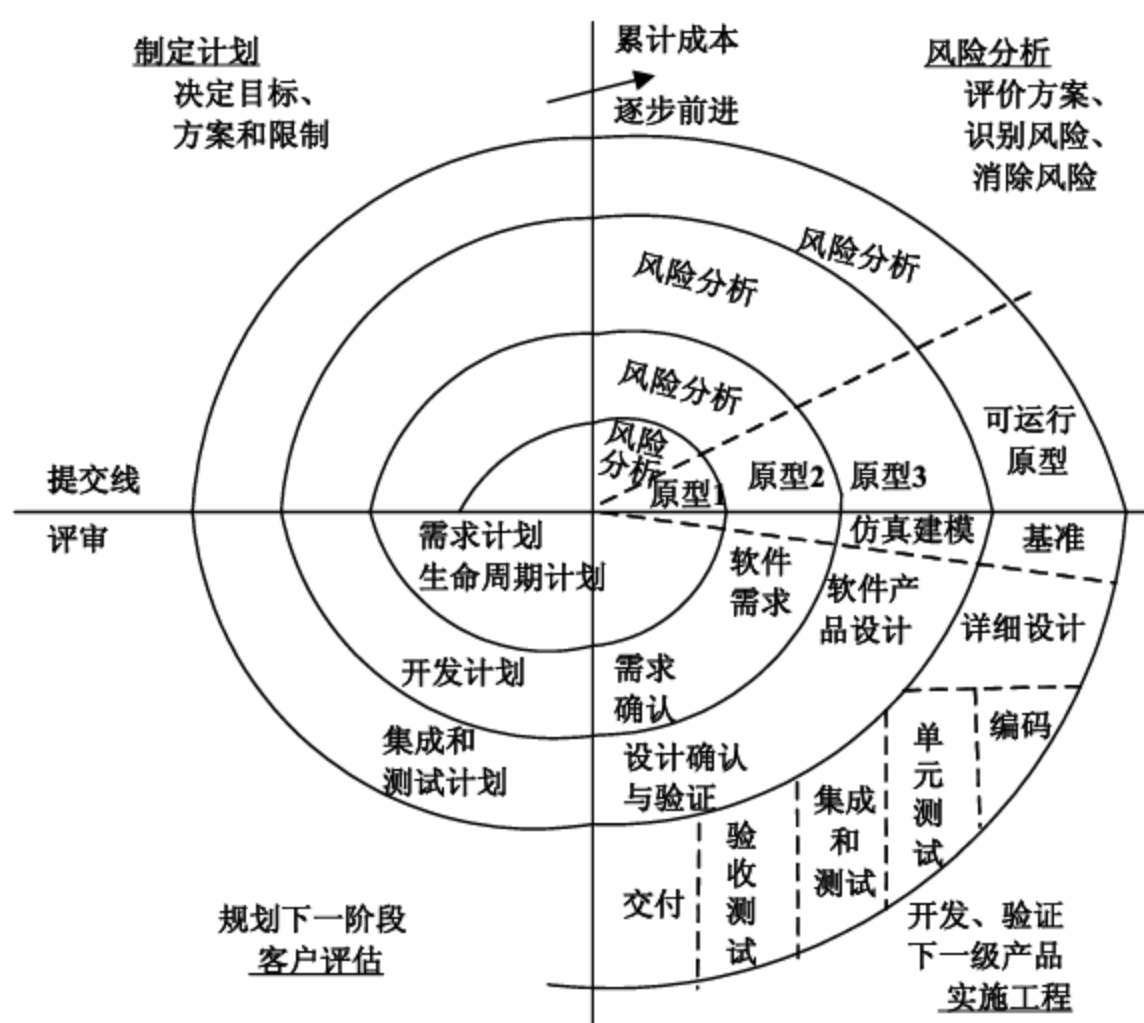 制定计划
决定目标、
方案和限制
累计成本
逐步前进
风险分析
评价方案、
识别风险、
消除风险
风险分析
风险分析
风险分析
风险
分析
原型1
原型2
原型3
可运行
原型
提交线
评审
需求计划
生命周期计划
开发计划
集成和
测试计划
仿真建模
基准
软件
需求
软件产
品设计
详细设计
需求
确认
设计确认
与验证
编码
单
元
测
试
集成
和
测试
验
收
测
试
交付
规划下一阶段
客户评估
开发、验证
下一级产品
实施工程